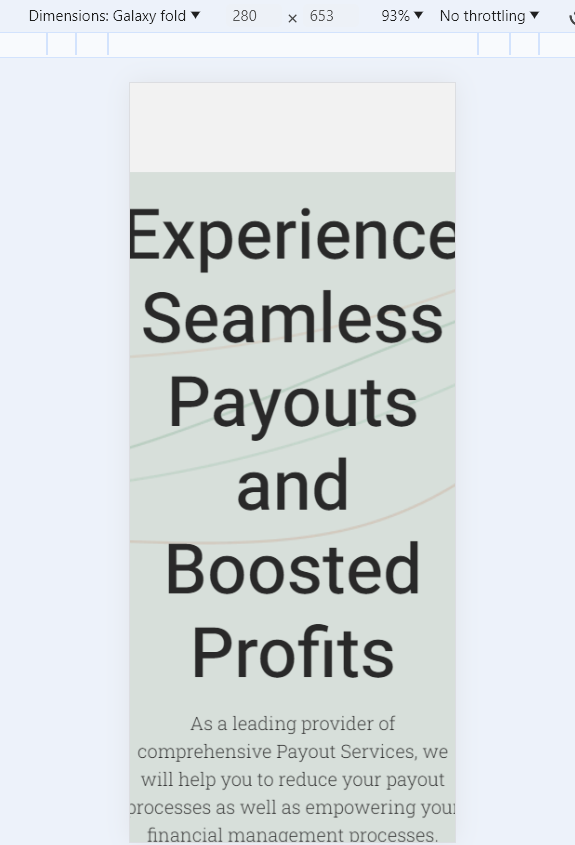 Dimensions: Galaxy fold ▼ 280 × 653 93% ▼ No throttling ▼
Experience
Seamless
Payouts
and
Boosted
Profits
As a leading provider of
comprehensive Payout Services, we
will help you to reduce your payout
processes as well as empowering your
financial management processes.